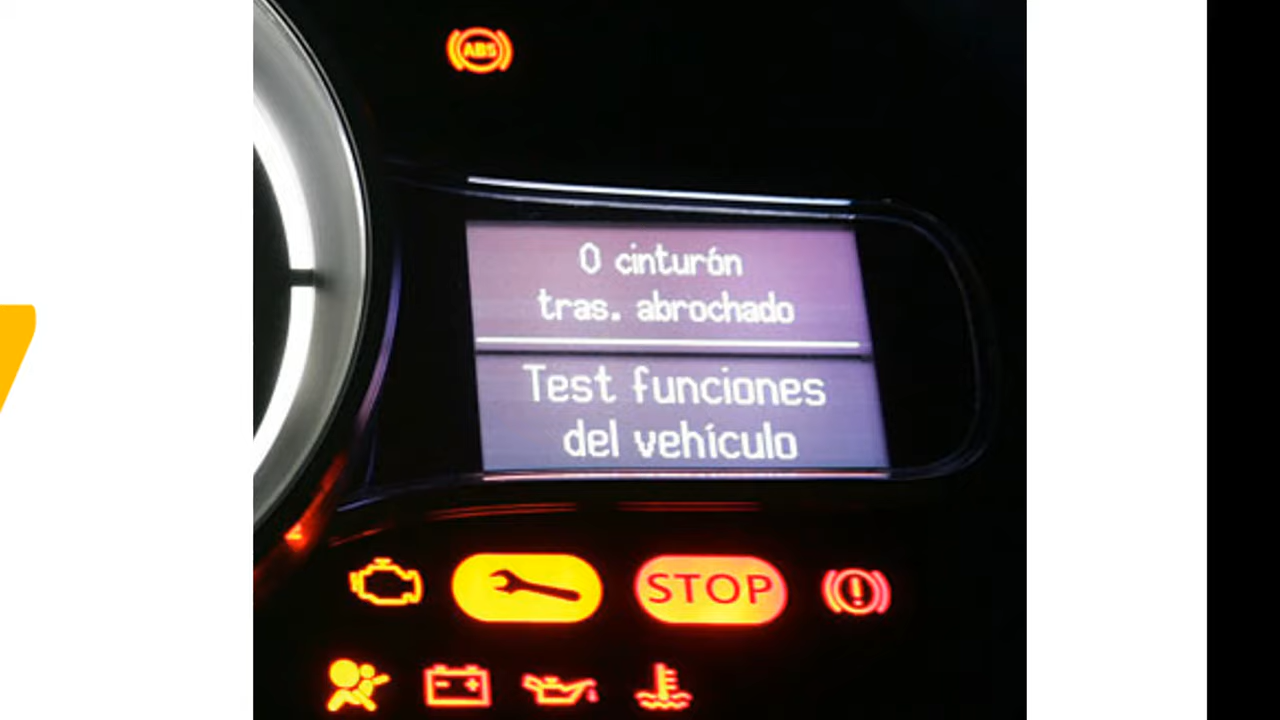 ABS
0 cinturón
tras. abrochado
Test funciones
del vehículo
STOP